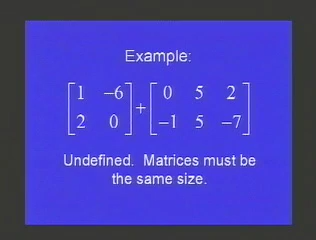 Example:
[1 −6] + [0 5 2]
[2 0] [−1 5 −7]
Undefined. Matrices must be
the same size.